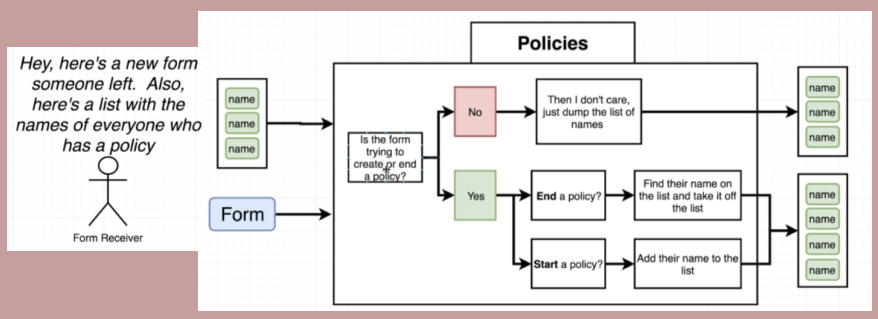 Policies
Hey, here's a new form
someone left.  Also,
here's a list with the
names of everyone who
has a policy
Form Receiver
name
name
name
Form
Is the form
trying to
create or end
a policy?
No
Then I don't care,
just dump the list of
names
Yes
End a policy?
Find their name on
the list and take it off
the list
Start a policy?
Add their name to the
list
name
name
name
name
name
name
name